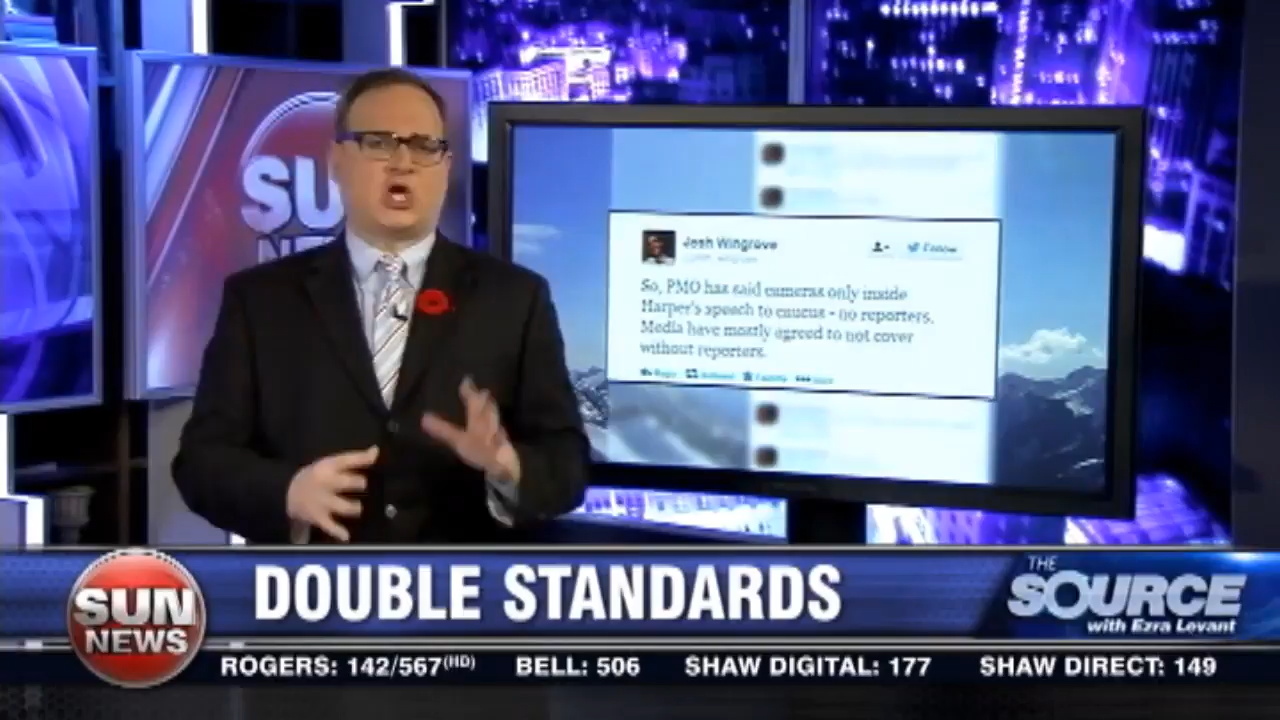 SU
NE
Josh Wingrove
Follow
So, PMO has said cameras only inside
Harper's speech to caucus - no reporters.
Media have mostly agreed to not cover
without reporters.
DOUBLE STANDARDS
SUN
NEWS
THE
SOURCE
with Ezra Levant
ROGERS: 142/567(HD) BELL: 506 SHAW DIGITAL: 177 SHAW DIRECT: 149